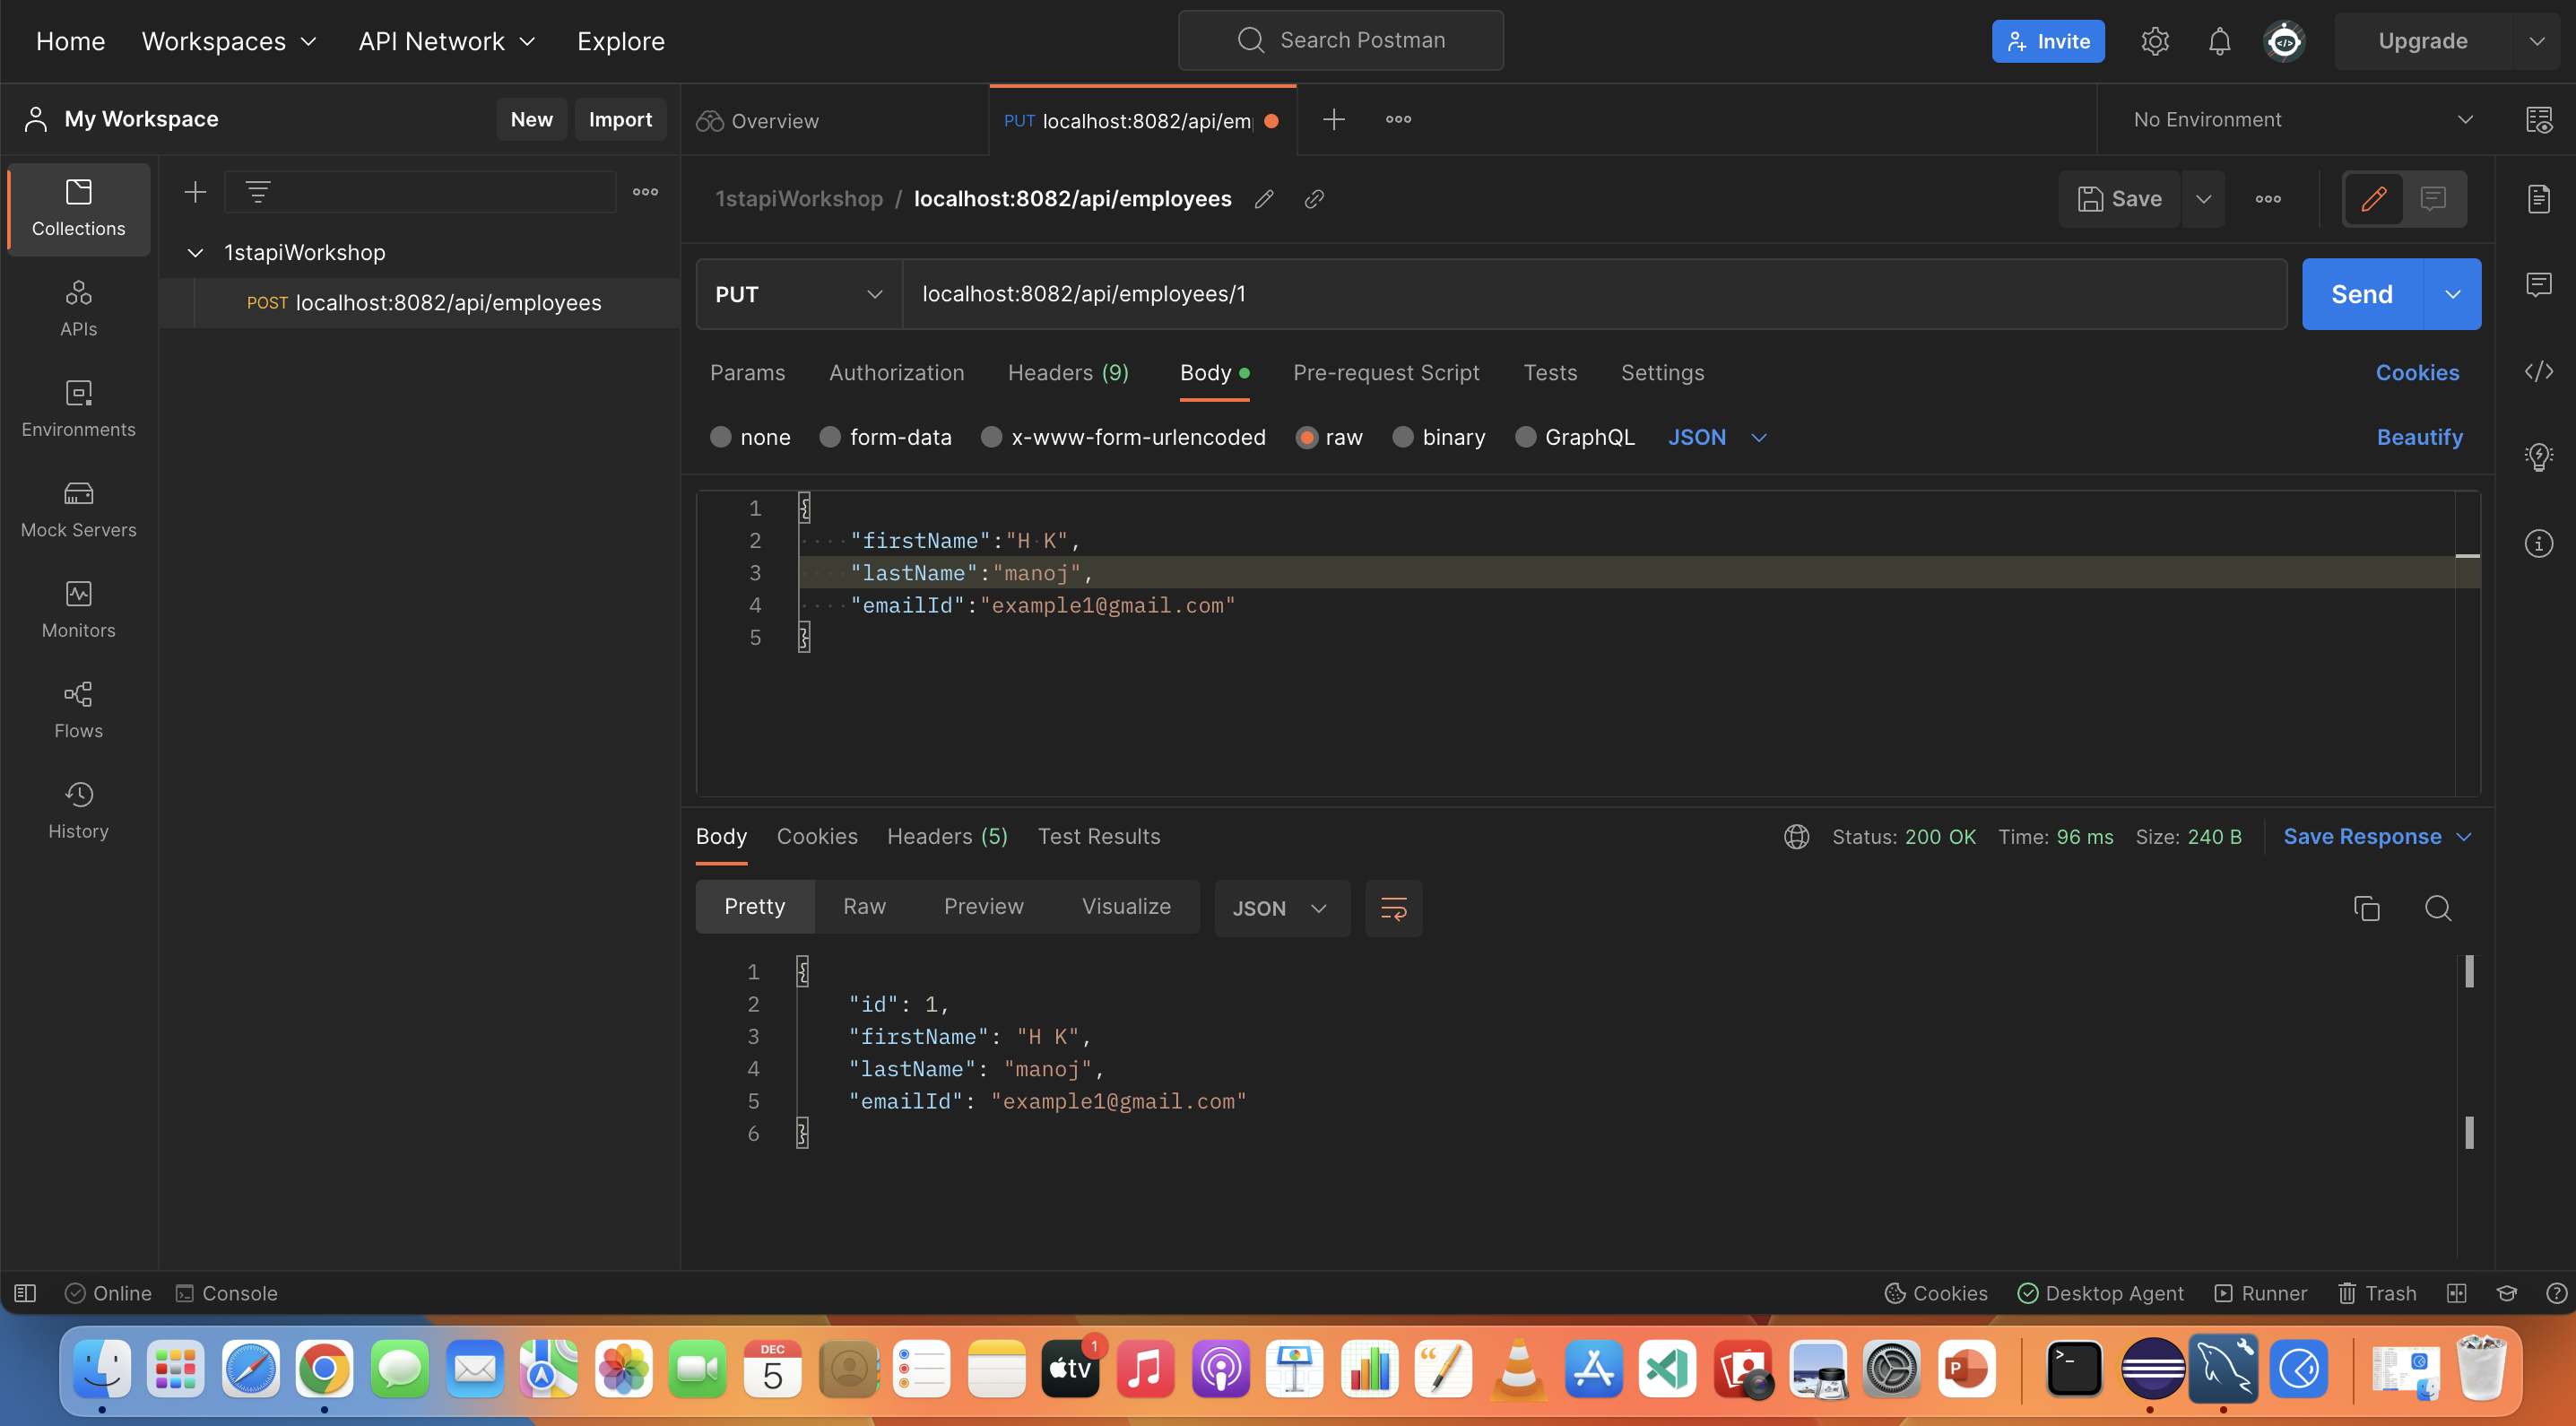 Home Workspaces API Network Explore Search Postman Invite Upgrade
My Workspace New Import Overview PUT localhost:8082/api/em No Environment
Collections
1stapiWorkshop / localhost:8082/api/employees Save
1stapiWorkshop
POST localhost:8082/api/employees
PUT localhost:8082/api/employees/1 Send
APIs
Params Authorization Headers (9) Body Pre-request Script Tests Settings Cookies
Environments
none form-data x-www-form-urlencoded raw binary GraphQL JSON Beautify
Mock Servers
1 {
2 "firstName":"H K",
3 "lastName":"manoj",
4 "emailId":"example1@gmail.com"
5 }
Monitors
Flows
History
Body Cookies Headers (5) Test Results Status: 200 OK Time: 96 ms Size: 240 B Save Response
Pretty Raw Preview Visualize JSON
1 {
2 "id": 1,
3 "firstName": "H K",
4 "lastName": "manoj",
5 "emailId": "example1@gmail.com"
6 }
Online Console Cookies Desktop Agent Runner Trash
DEC
5
tv
1
P
>_